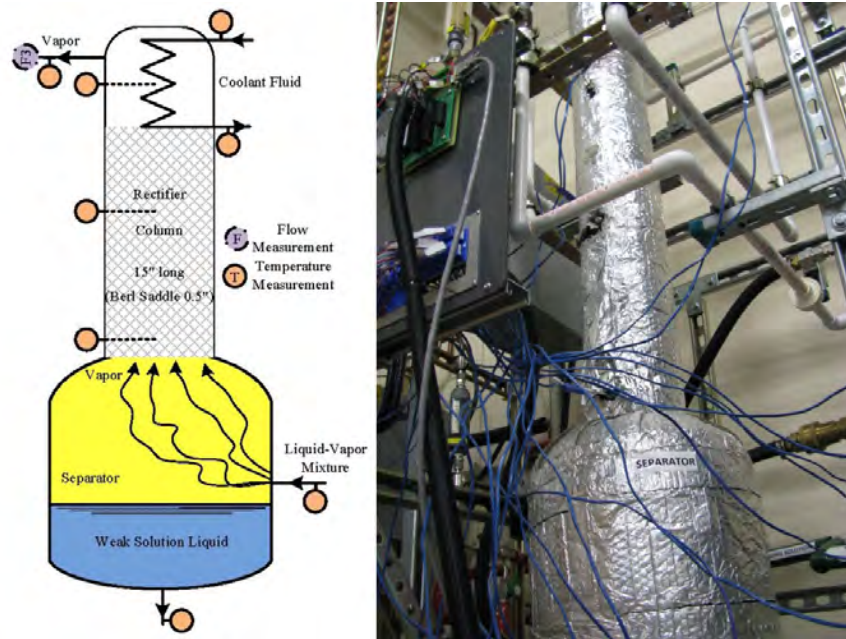 Vapor
F3
Coolant Fluid
Rectifier
Column
15" long
(Berl Saddle 0.5")
F
Flow
Measurement
T
Temperature
Measurement
Vapor
Liquid-Vapor
Mixture
Separator
Weak Solution Liquid
SEPARATOR